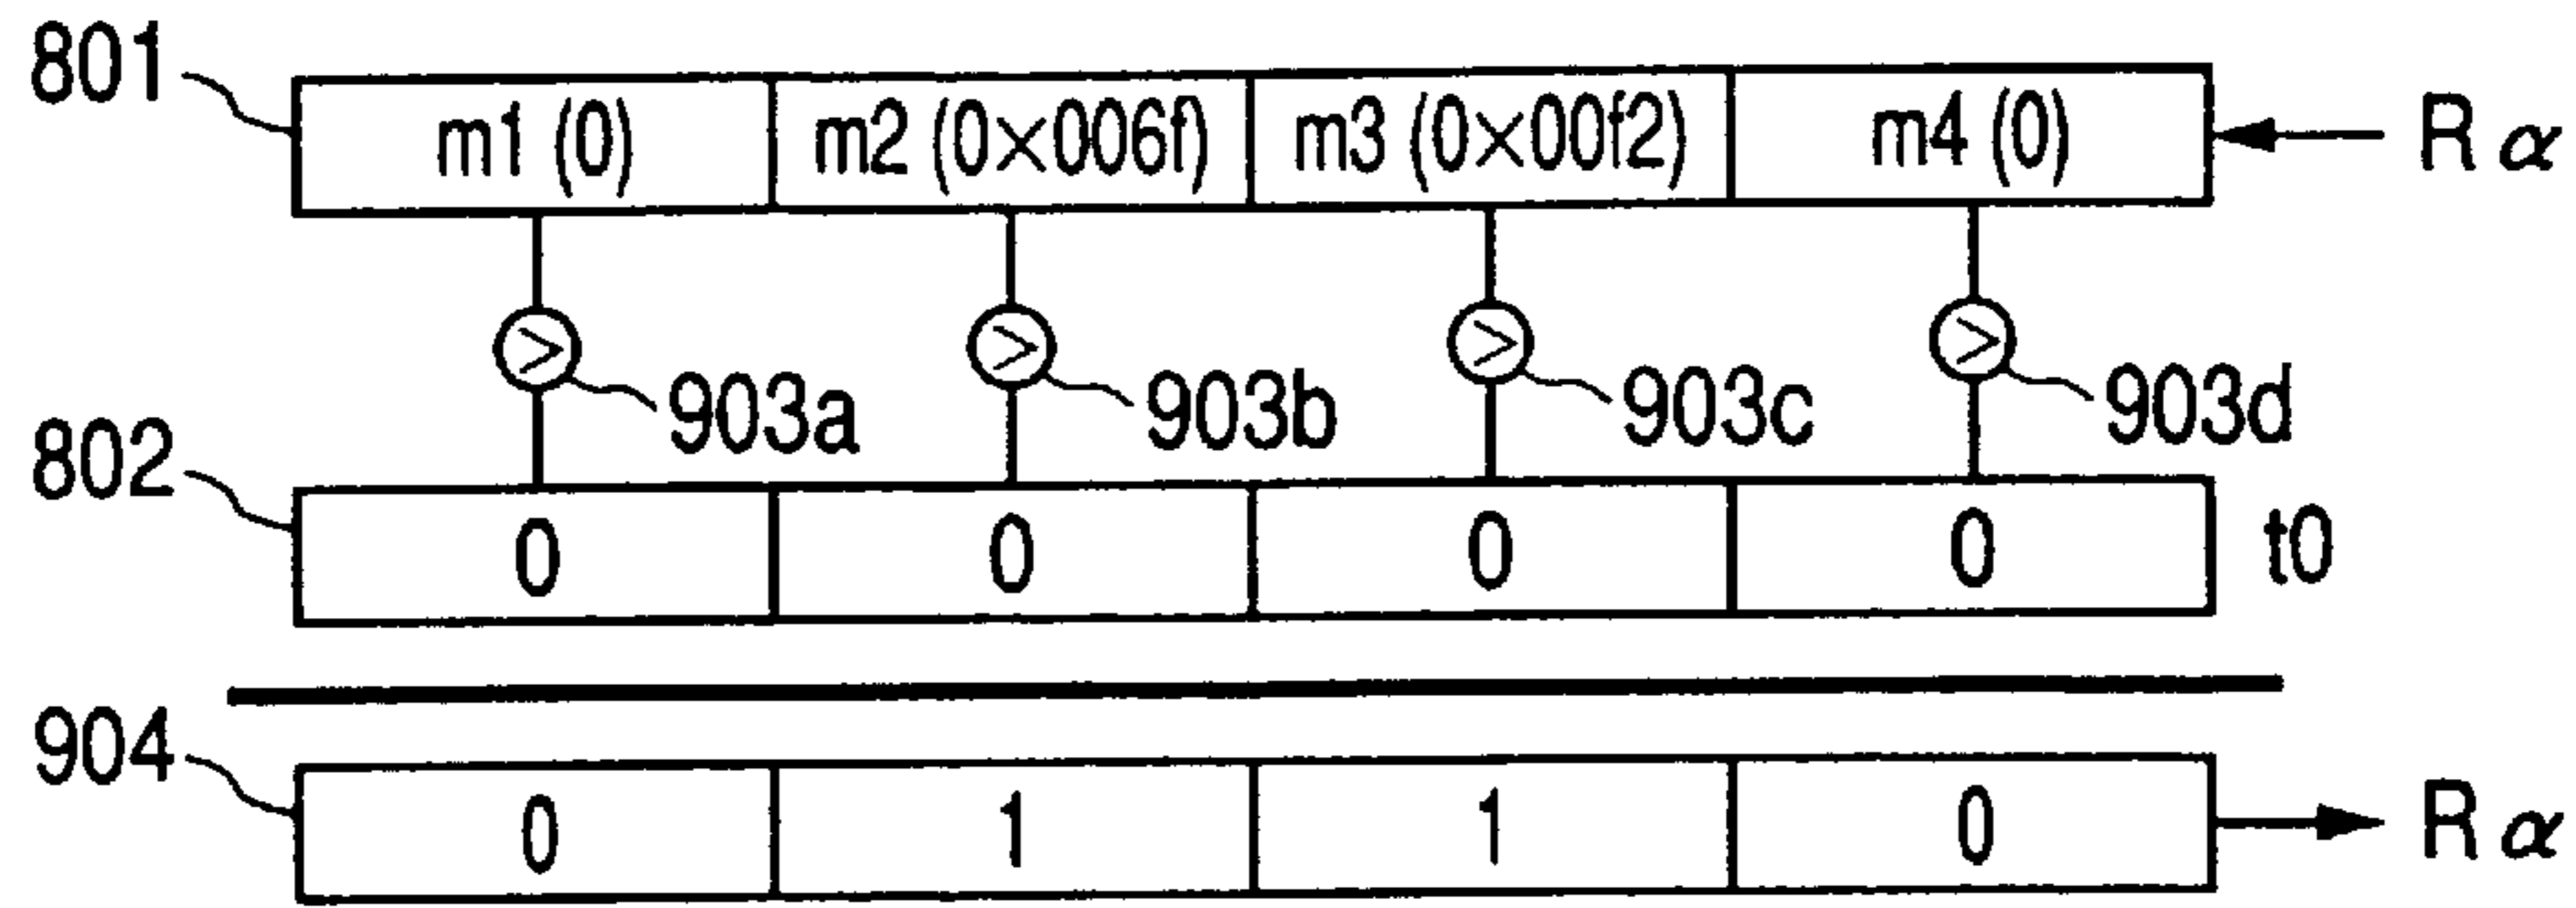 801 m1 (0) m2 (0×006f) m3 (0×00f2) m4 (0) R α
> 903a > 903b > 903c > 903d
802 0 0 0 0 t0
904 0 1 1 0 R α